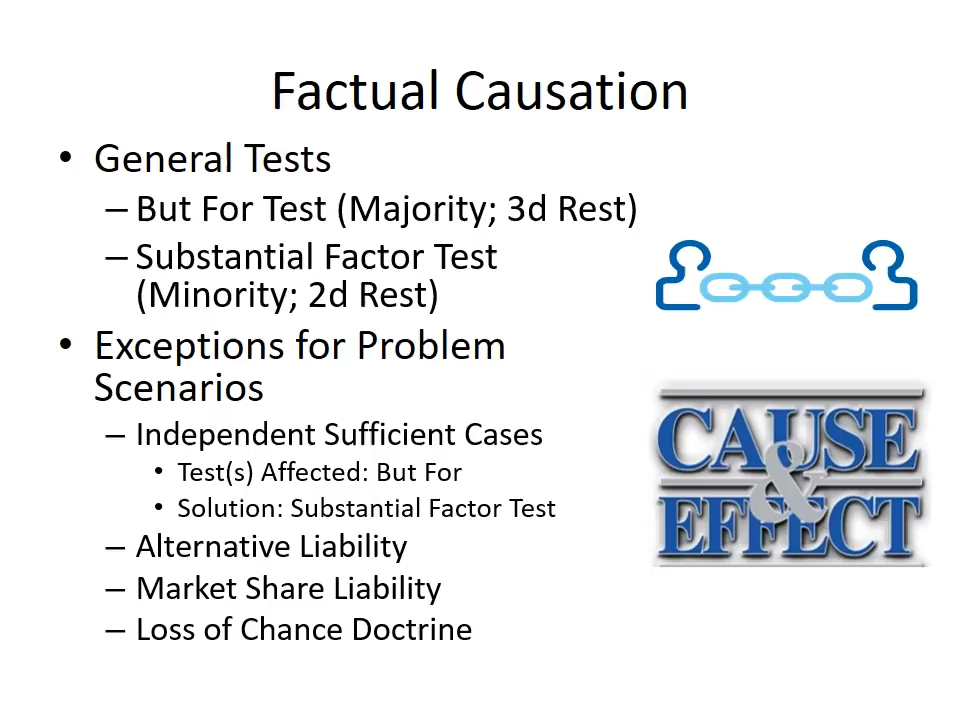 Factual Causation
• General Tests
– But For Test (Majority; 3d Rest)
– Substantial Factor Test
(Minority; 2d Rest)
• Exceptions for Problem
Scenarios
– Independent Sufficient Cases
• Test(s) Affected: But For
• Solution: Substantial Factor Test
– Alternative Liability
– Market Share Liability
– Loss of Chance Doctrine
CAUSE
&
EFFECT